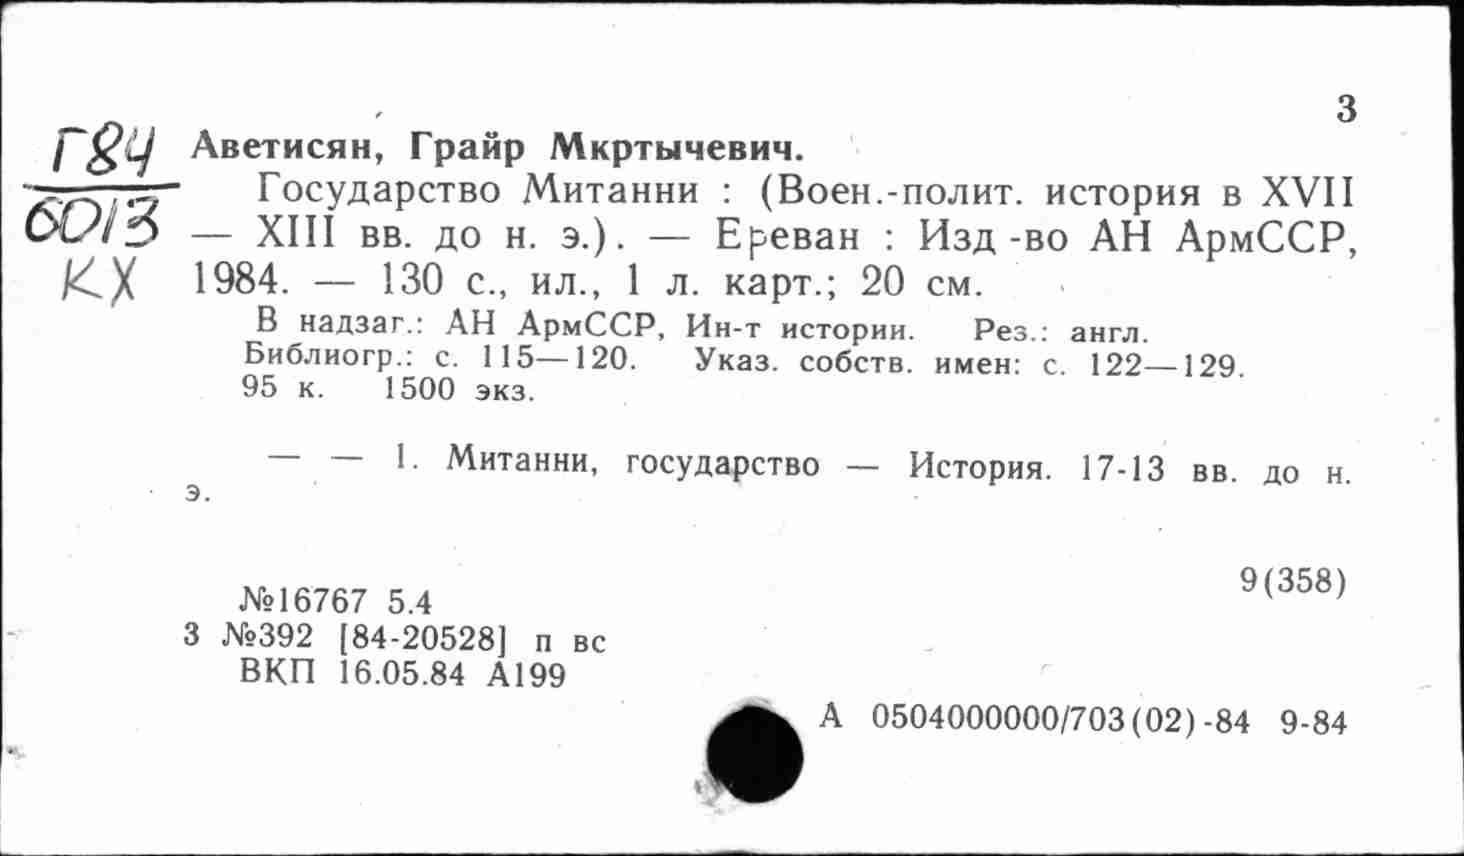 3
Г84
6013
КХ
Аветисян, Грайр Мкртычевич.
Государство Митанни : (Воен.-полит. история в XVII
— XIII вв. до н. э.). — Ереван : Изд-во АН АрмССР,
1984. — 130 с., ил., 1 л. карт.; 20 см.
В надзаг.: АН АрмССР, Ин-т истории. Рез.: англ.
Библиогр.: с. 115—120. Указ. собств. имен: с. 122—129.
95 к. 1500 экз.
— — 1. Митанни, государство — История. 17-13 вв. до н.
э.
9(358)
№16767 5.4
3 №392 [84-20528] п вс
ВКП 16.05.84 А199
А 0504000000/703(02)-84 9-84